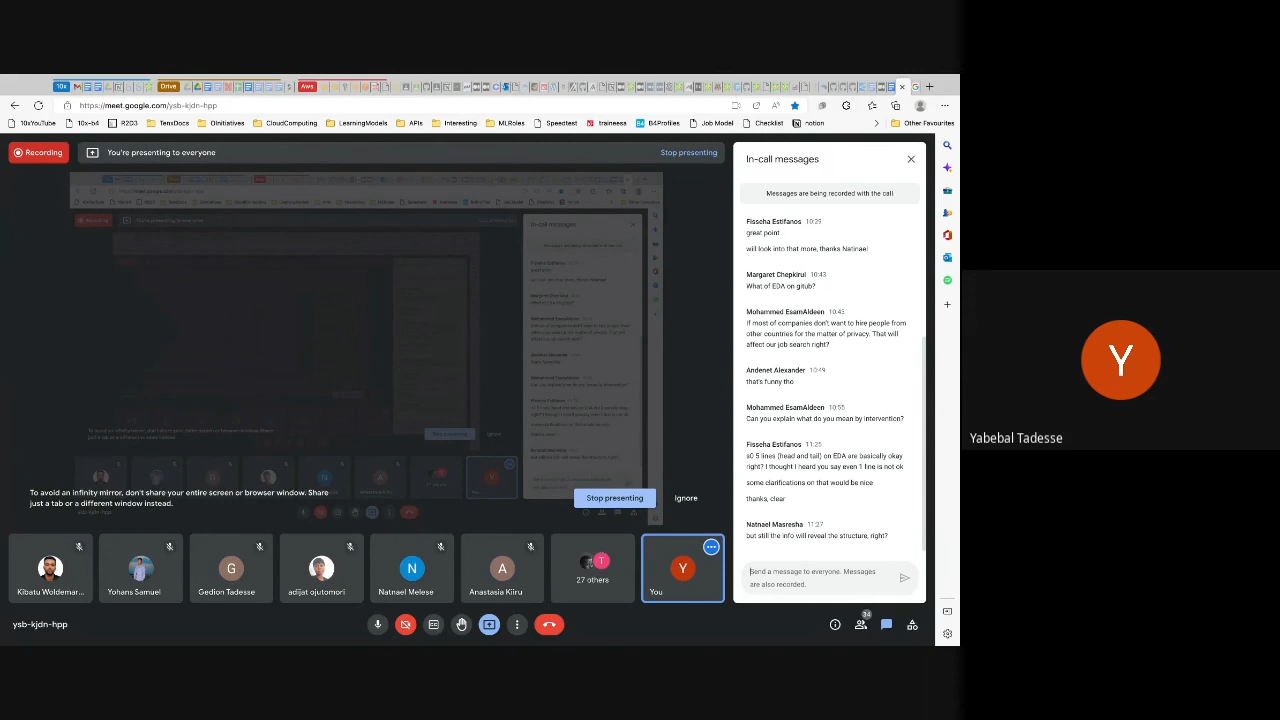 10x
Drive
Aws
https://meet.google.com/ysb-kjdn-hpp
10xYouTube
10x-b4
R2D3
TenxDocs
OInitiatives
CloudComputing
LearningModels
APIs
Interesting
MLRoles
Speedtest
traineesa
B4Profiles
Job Model
Checklist
notion
Other Favourites
Recording
You're presenting to everyone
Stop presenting
In-call messages
Messages are being recorded with the call.
Fisseha Estifanos 10:29
great point
will look into that more, thanks Natinael
Margaret Chepkirui 10:43
What of EDA on gitub?
Mohammed EsamAldeen 10:43
If most of companies don't want to hire people from
other countries for the matter of privacy. That will
affect our job search right?
Andenet Alexander 10:49
that's funny tho
Mohammed EsamAldeen 10:55
Can you explain what do you mean by intervention?
Fisseha Estifanos 11:25
s0 5 lines (head and tail) on EDA are basically okay
right? I thought I heard you say even 1 line is not ok
some clarifications on that would be nice
thanks, clear
Natnael Masresha 11:27
but still the info will reveal the structure, right?
Send a message to everyone. Messages
are also recorded.
To avoid an infinity mirror, don't share your entire screen or browser window. Share
just a tab or a different window instead.
Stop presenting
Ignore
Kibatu Woldemar...
Yohans Samuel
G
Gedion Tadesse
adijat ojutomori
N
Natnael Melese
A
Anastasia Kiiru
T
27 others
Y
You
ysb-kjdn-hpp
34
Y
Yabebal Tadesse